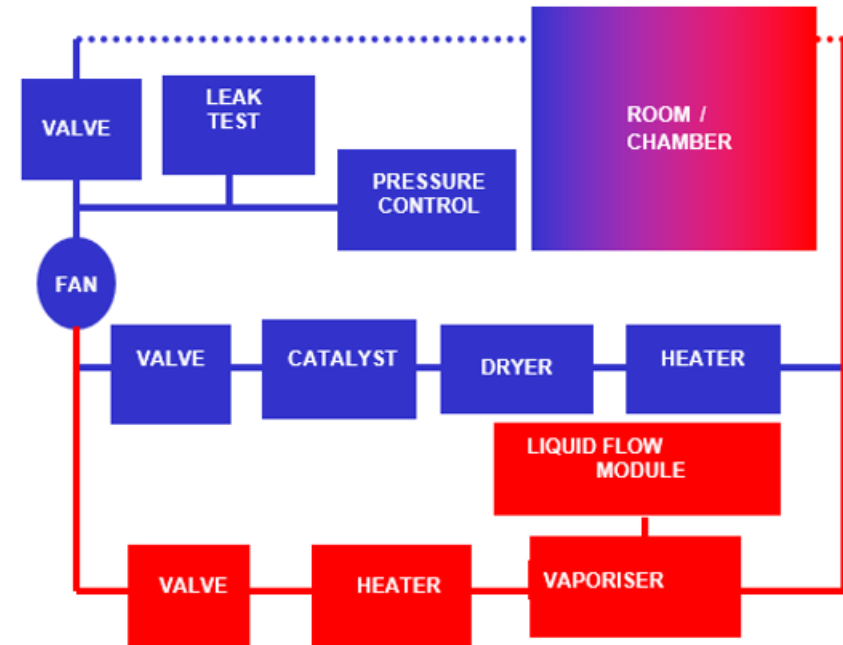 VALVE
LEAK
TEST
ROOM /
CHAMBER
PRESSURE
CONTROL
FAN
VALVE
CATALYST
DRYER
HEATER
LIQUID FLOW
MODULE
VALVE
HEATER
VAPORISER